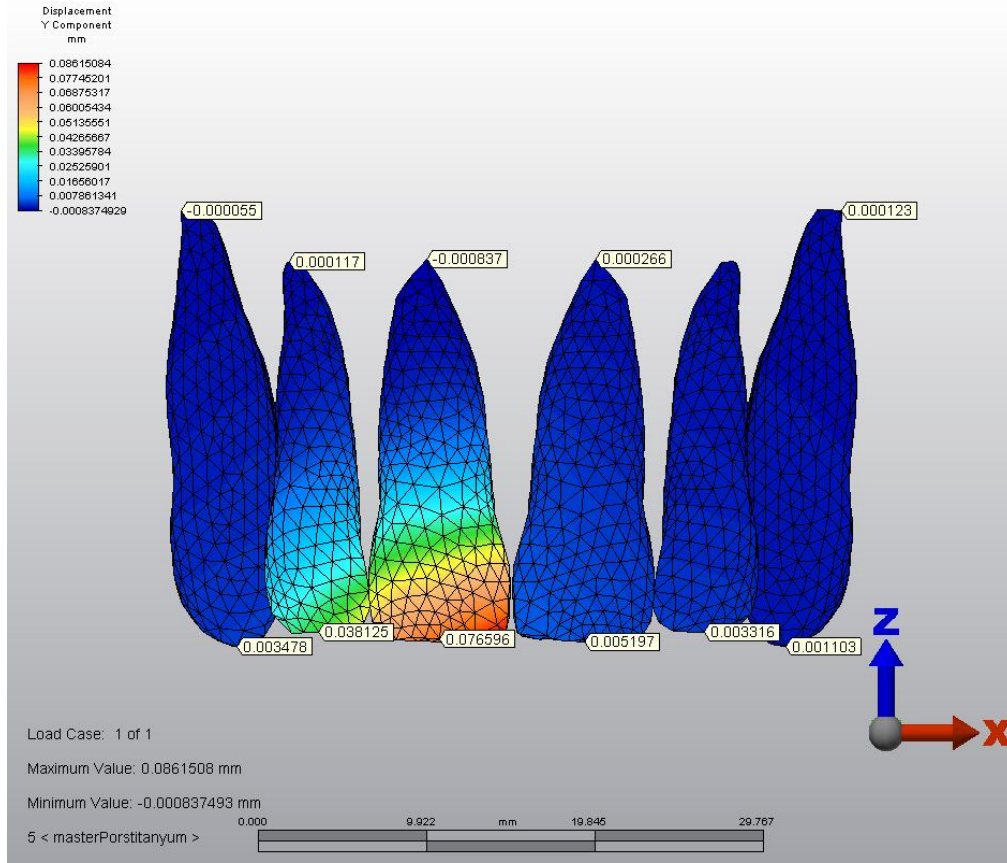 Displacement
Y Component
mm
0.08615084
0.07745201
0.06875317
0.06005434
0.05135551
0.04265667
0.03395784
0.02525901
0.01656017
0.007861341
-0.0008374929
-0.000055
0.000123
0.000117
-0.000837
0.000266
0.038125
0.076596
0.005197
0.003316
0.003478
0.001103
Z
X
Load Case: 1 of 1
Maximum Value: 0.0861508 mm
Minimum Value: -0.000837493 mm
5 < masterPorstitanyum >
0.000 9.922 mm 19.845 29.767